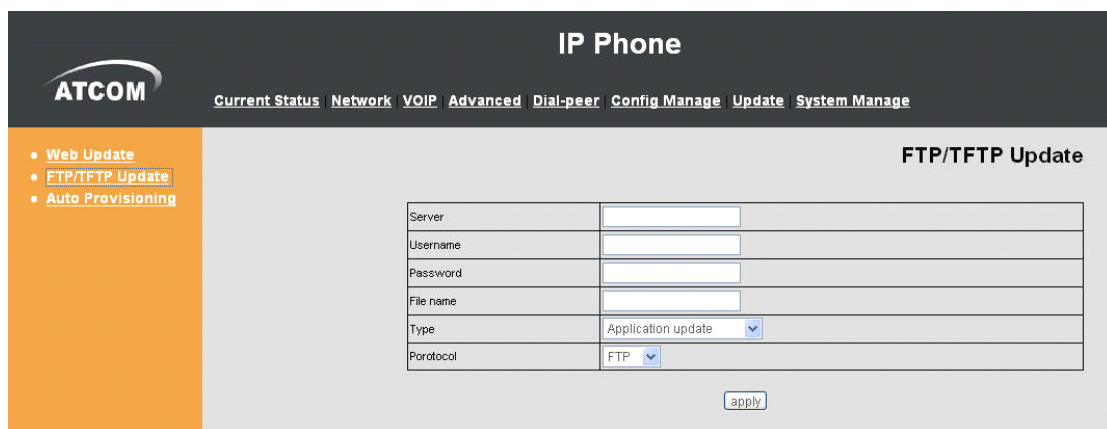 IP Phone
ATCOM
Current Status | Network | VOIP | Advanced | Dial-peer | Config Manage | Update | System Manage
Web Update
FTP/TFTP Update
Auto Provisioning
FTP/TFTP Update
Server
Username
Password
File name
Type Application update
Porotocol FTP
apply